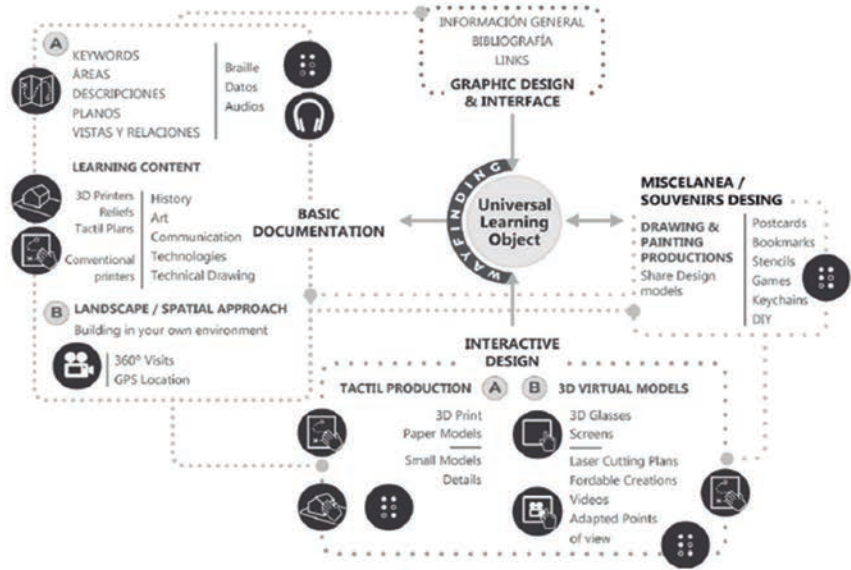 INFORMACIÓN GENERAL
BIBLIOGRAFÍA
LINKS
GRAPHIC DESIGN
& INTERFACE
A
KEYWORDS
ÁREAS
DESCRIPCIONES
PLANOS
VISTAS Y RELACIONES
Braille
Datos
Audios
LEARNING CONTENT
3D Printers
Reliefs
Tactil Plans
Conventional
printers
History
Art
Communication
Technologies
Technical Drawing
B LANDSCAPE / SPATIAL APPROACH
Building in your own environment
360º Visits
GPS Location
BASIC
DOCUMENTATION
WAYFINDING
Universal
Learning
Object
WAYFINDING
MISCELANEA /
SOUVENIRS DESING
DRAWING &
PAINTING
PRODUCTIONS
Share Design
models
Postcards
Bookmarks
Stencils
Games
Keychains
DIY
INTERACTIVE
DESIGN
TACTIL PRODUCTION A
3D Print
Paper Models
Small Models
Details
B 3D VIRTUAL MODELS
3D Glasses
Screens
Laser Cutting Plans
Fordable Creations
Videos
Adapted Points
of view